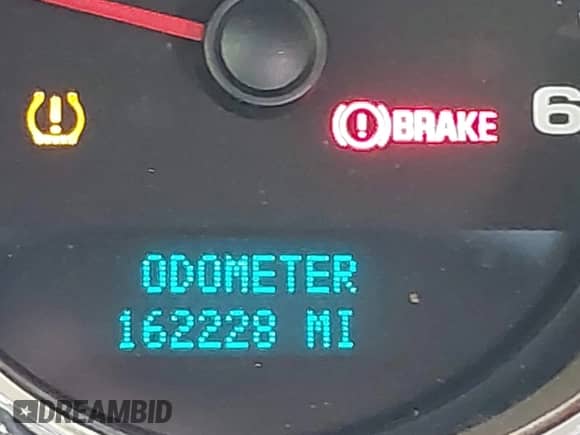 BRAKE
6
ODOMETER
162228 MI
DREAMBID